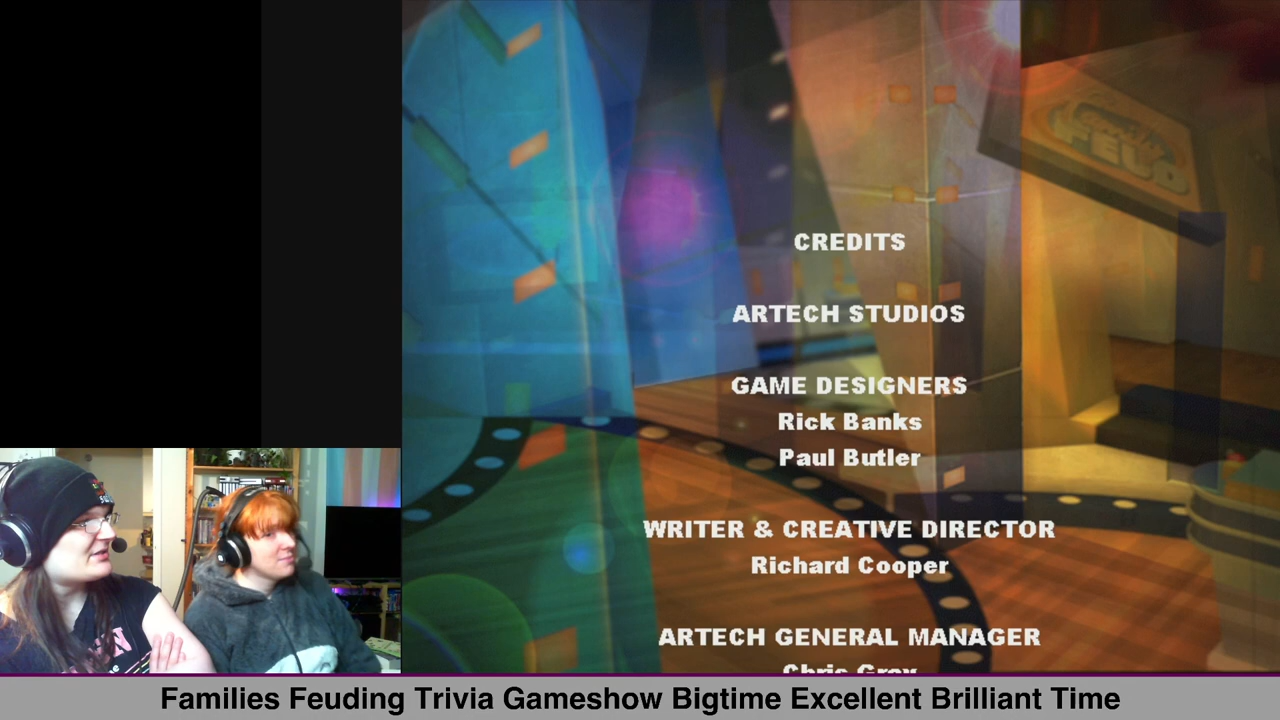 FEUD
CREDITS
ARTECH STUDIOS
GAME DESIGNERS
Rick Banks
Paul Butler
WRITER & CREATIVE DIRECTOR
Richard Cooper
ARTECH GENERAL MANAGER
Families Feuding Trivia Gameshow Bigtime Excellent Brilliant Time